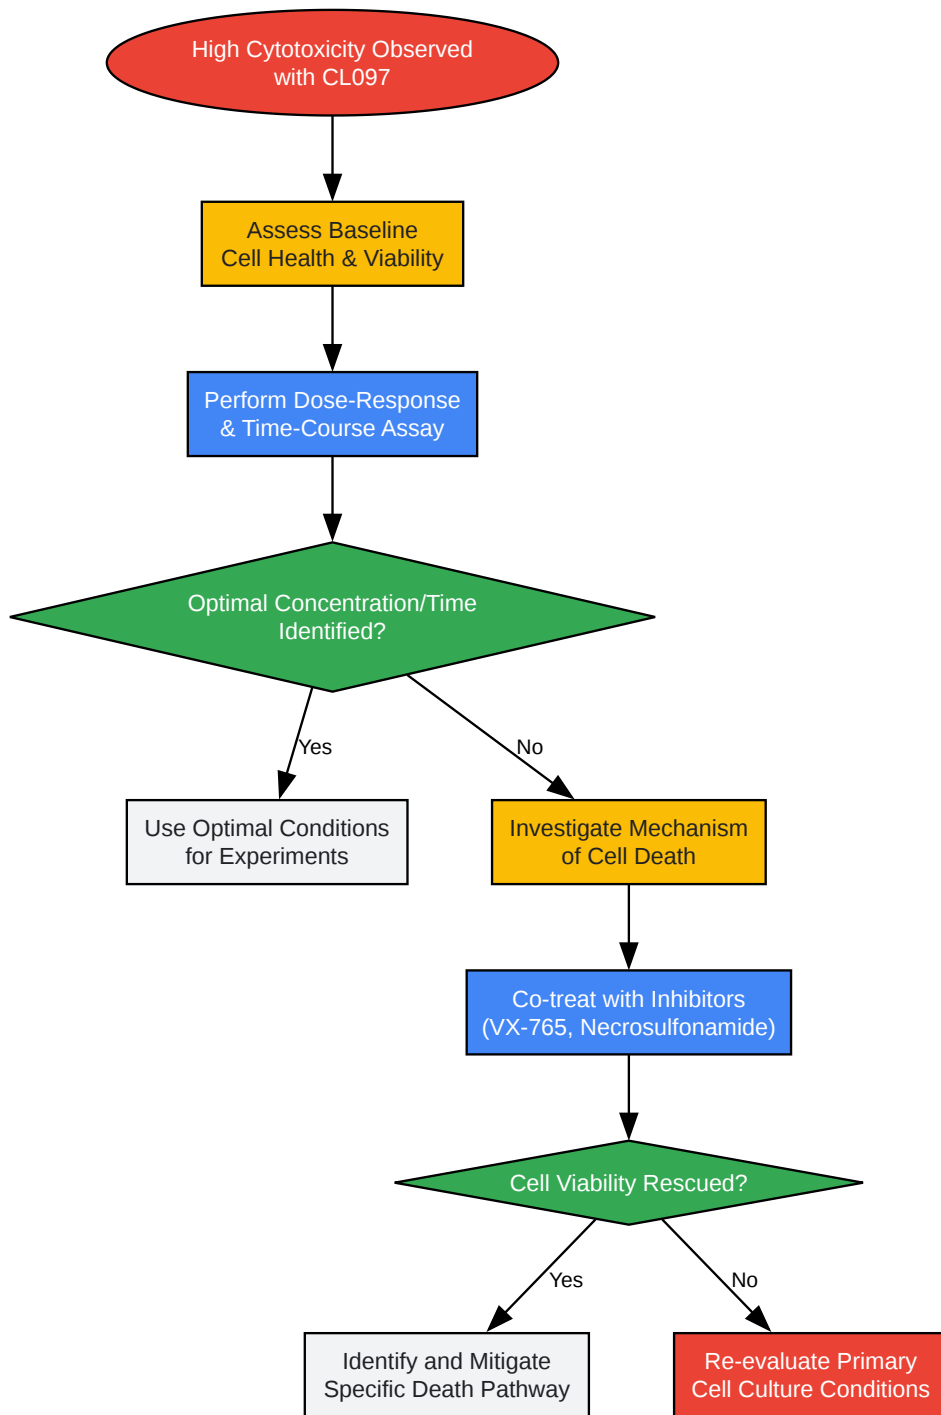 High Cytotoxicity Observed
with CL097
Assess Baseline
Cell Health & Viability
Perform Dose-Response
& Time-Course Assay
Optimal Concentration/Time
Identified?
Yes
No
Use Optimal Conditions
for Experiments
Investigate Mechanism
of Cell Death
Co-treat with Inhibitors
(VX-765, Necrosulfonamide)
Cell Viability Rescued?
Yes
No
Identify and Mitigate
Specific Death Pathway
Re-evaluate Primary
Cell Culture Conditions